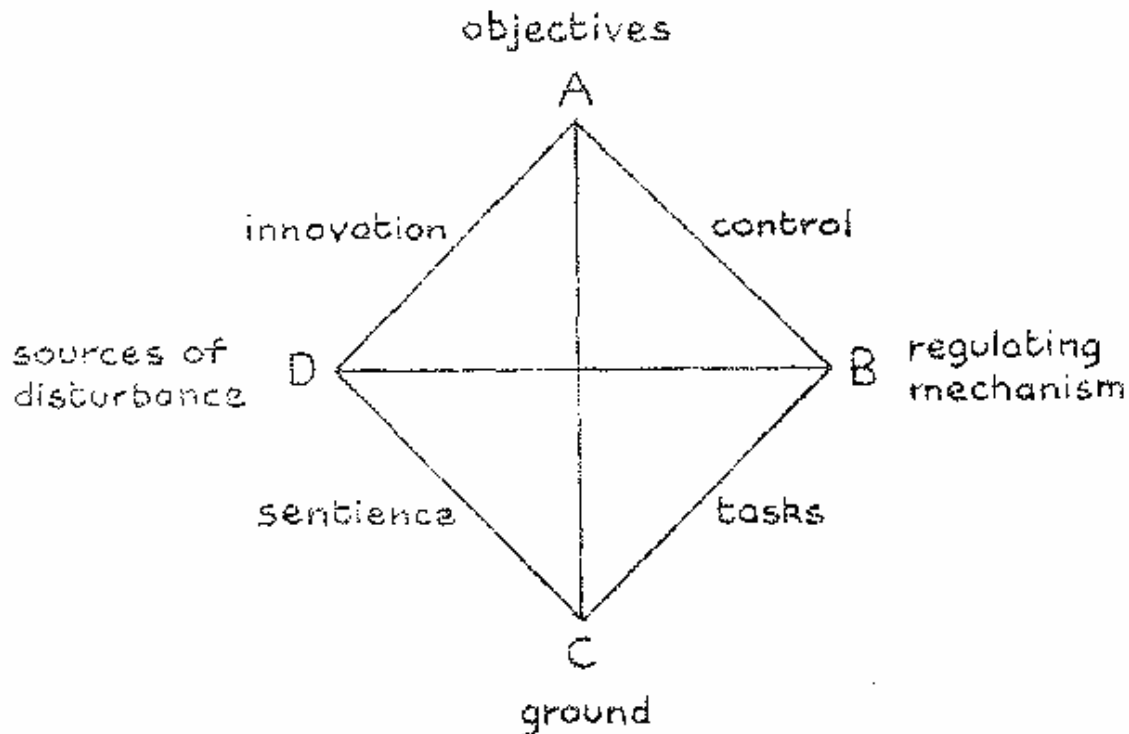 objectives
A
innovation
control
sources of
disturbance
D
B
regulating
mechanism
sentience
tasks
C
ground